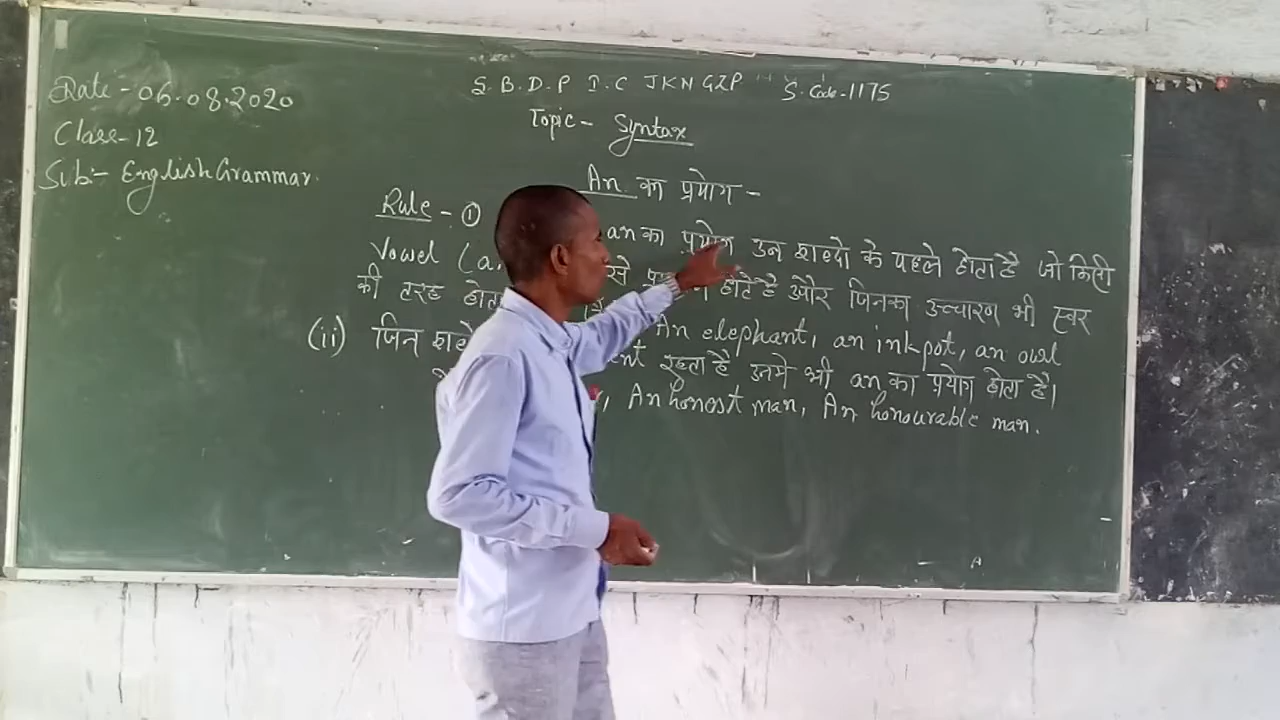 S. B. D. P I. C JKN GZP S. Code-1175
Date - 06.08.2020
Class-12
Sub:- English Grammar.
Topic - Syntax
An का प्रयोग -
Rule - ①
an का प्रयोग उन शब्दो के पहले होता है जो किसी
Vowel (a, से होते है और जिनका उच्चारण भी स्वर
की तरह होता An elephant, an inkpot, an owl
(ii) जिन शब्दो ent रहता है उनमे भी an का प्रयोग होता है।
, An honest man, An honourable man.